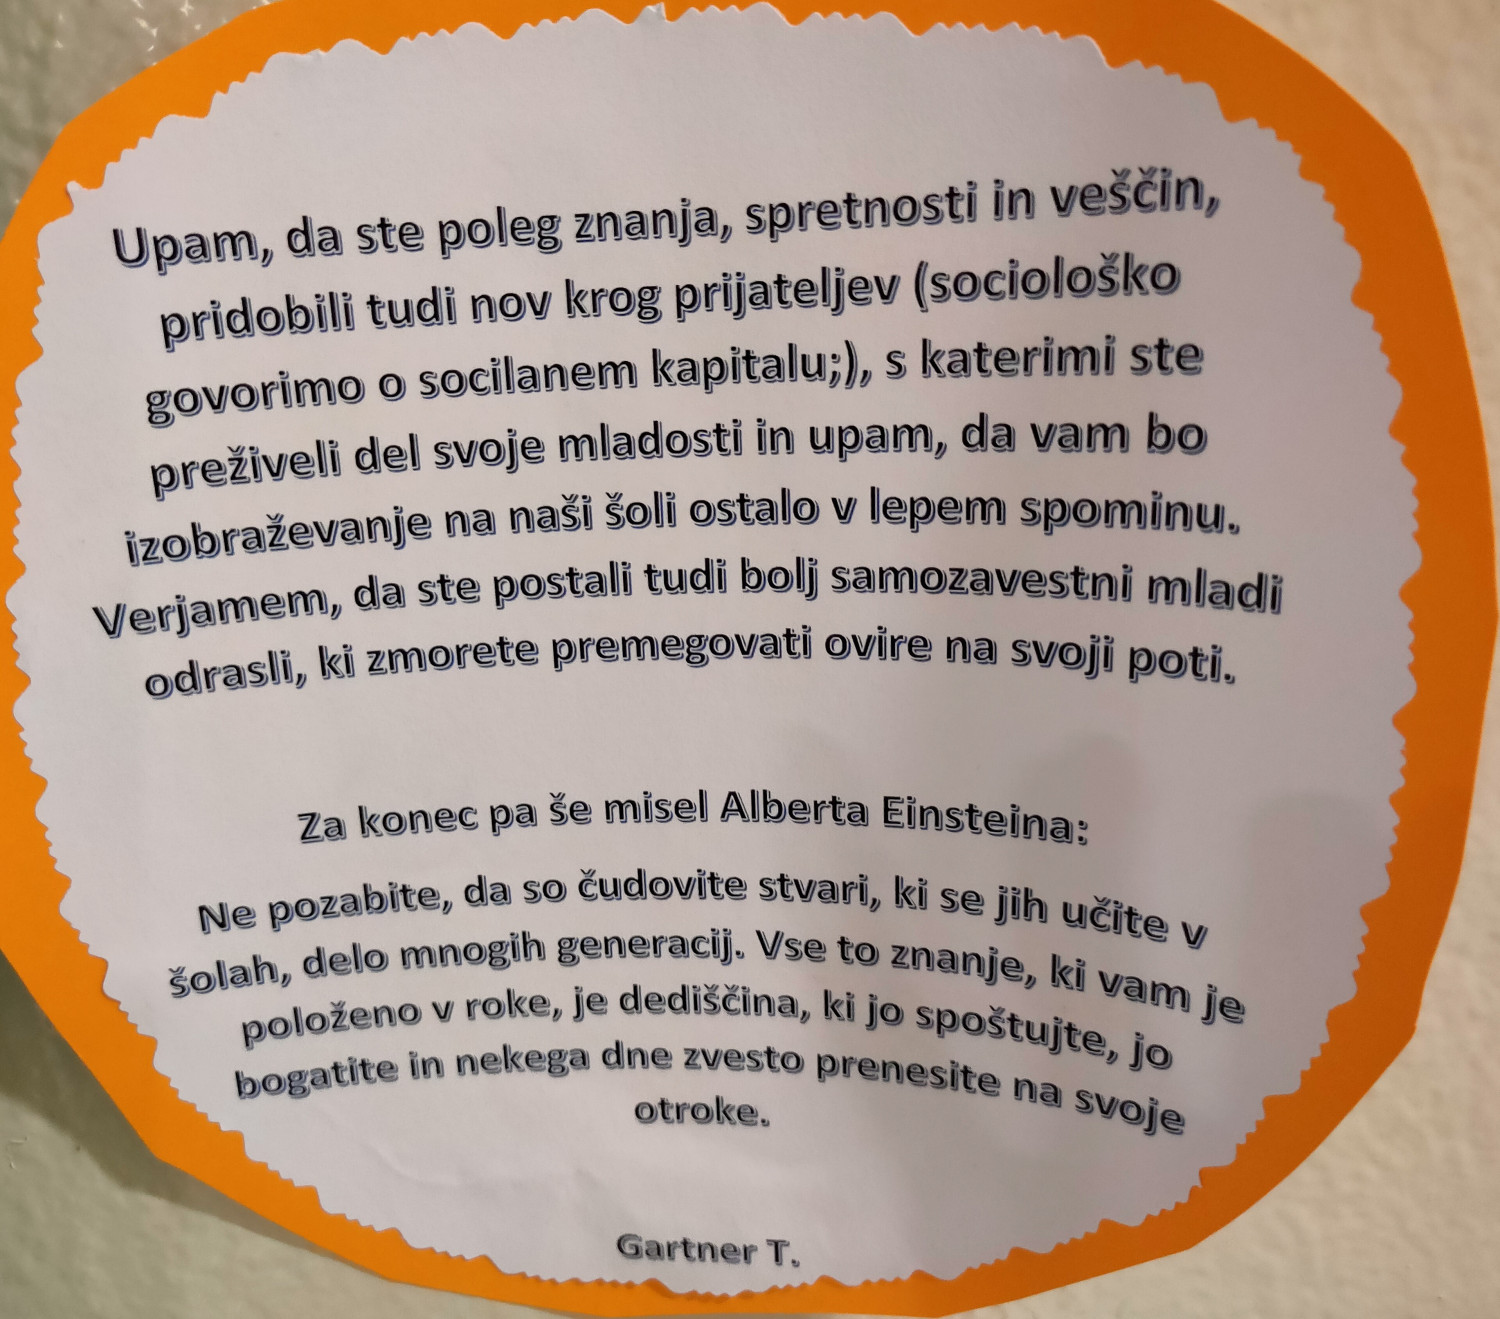 Upam, da ste poleg znanja, spretnosti in veščin,
pridobili tudi nov krog prijateljev (sociološko
govorimo o socilanem kapitalu;), s katerimi ste
preživeli del svoje mladosti in upam, da vam bo
izobraževanje na naši šoli ostalo v lepem spominu.
Verjamem, da ste postali tudi bolj samozavestni mladi
odrasli, ki zmorete premegovati ovire na svoji poti.
Za konec pa še misel Alberta Einsteina:
Ne pozabite, da so čudovite stvari, ki se jih učite v
šolah, delo mnogih generacij. Vse to znanje, ki vam je
položeno v roke, je dediščina, ki jo spoštujte, jo
bogatite in nekega dne zvesto prenesite na svoje
otroke.
Gartner T.